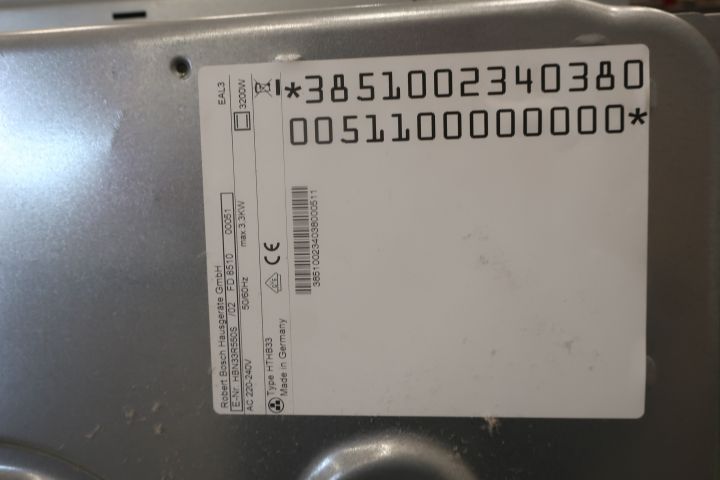 *3851002340380
0051100000000*
385100234038000511
Robert Bosch Hausgeräte GmbH
E-Nr. HBN33R550S /02 FD 8510 00051 EAL3
AC 220-240V 50/60Hz max 3.3KW 3200W
Type HTHB33
Made in Germany
CE